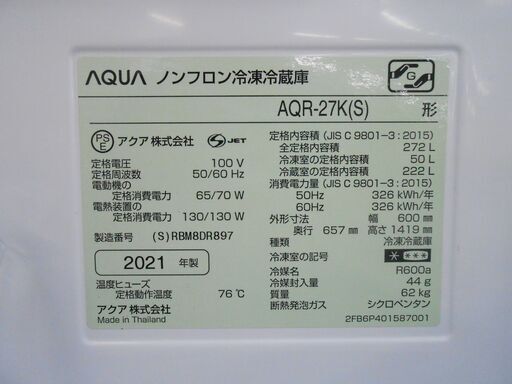 AQUA ノンフロン冷凍冷蔵庫
G
AQR-27K(S) 形
PS E アクア株式会社 S JET
定格電圧 100 V
定格周波数 50/60 Hz
電動機の
定格消費電力 65/70 W
電熱装置の
定格消費電力 130/130 W
製造番号 (S)RBM8DR897
2021 年製
温度ヒューズ
定格動作温度 76℃
アクア株式会社
Made in Thailand
定格内容積 (JIS C 9801-3:2015)
全定格内容積 272 L
冷凍室の定格内容積 50 L
冷蔵室の定格内容積 222 L
消費電力量 (JIS C 9801-3:2015)
50Hz 326 kWh/年
60Hz 326 kWh/年
外形寸法 幅 600 mm
奥行 657 mm 高さ 1419 mm
種類 冷凍冷蔵庫
冷凍室の記号 * ***
冷媒名 R600a
冷媒封入量 44 g
質量 62 kg
断熱発泡ガス シクロペンタン
2FB6P401587001